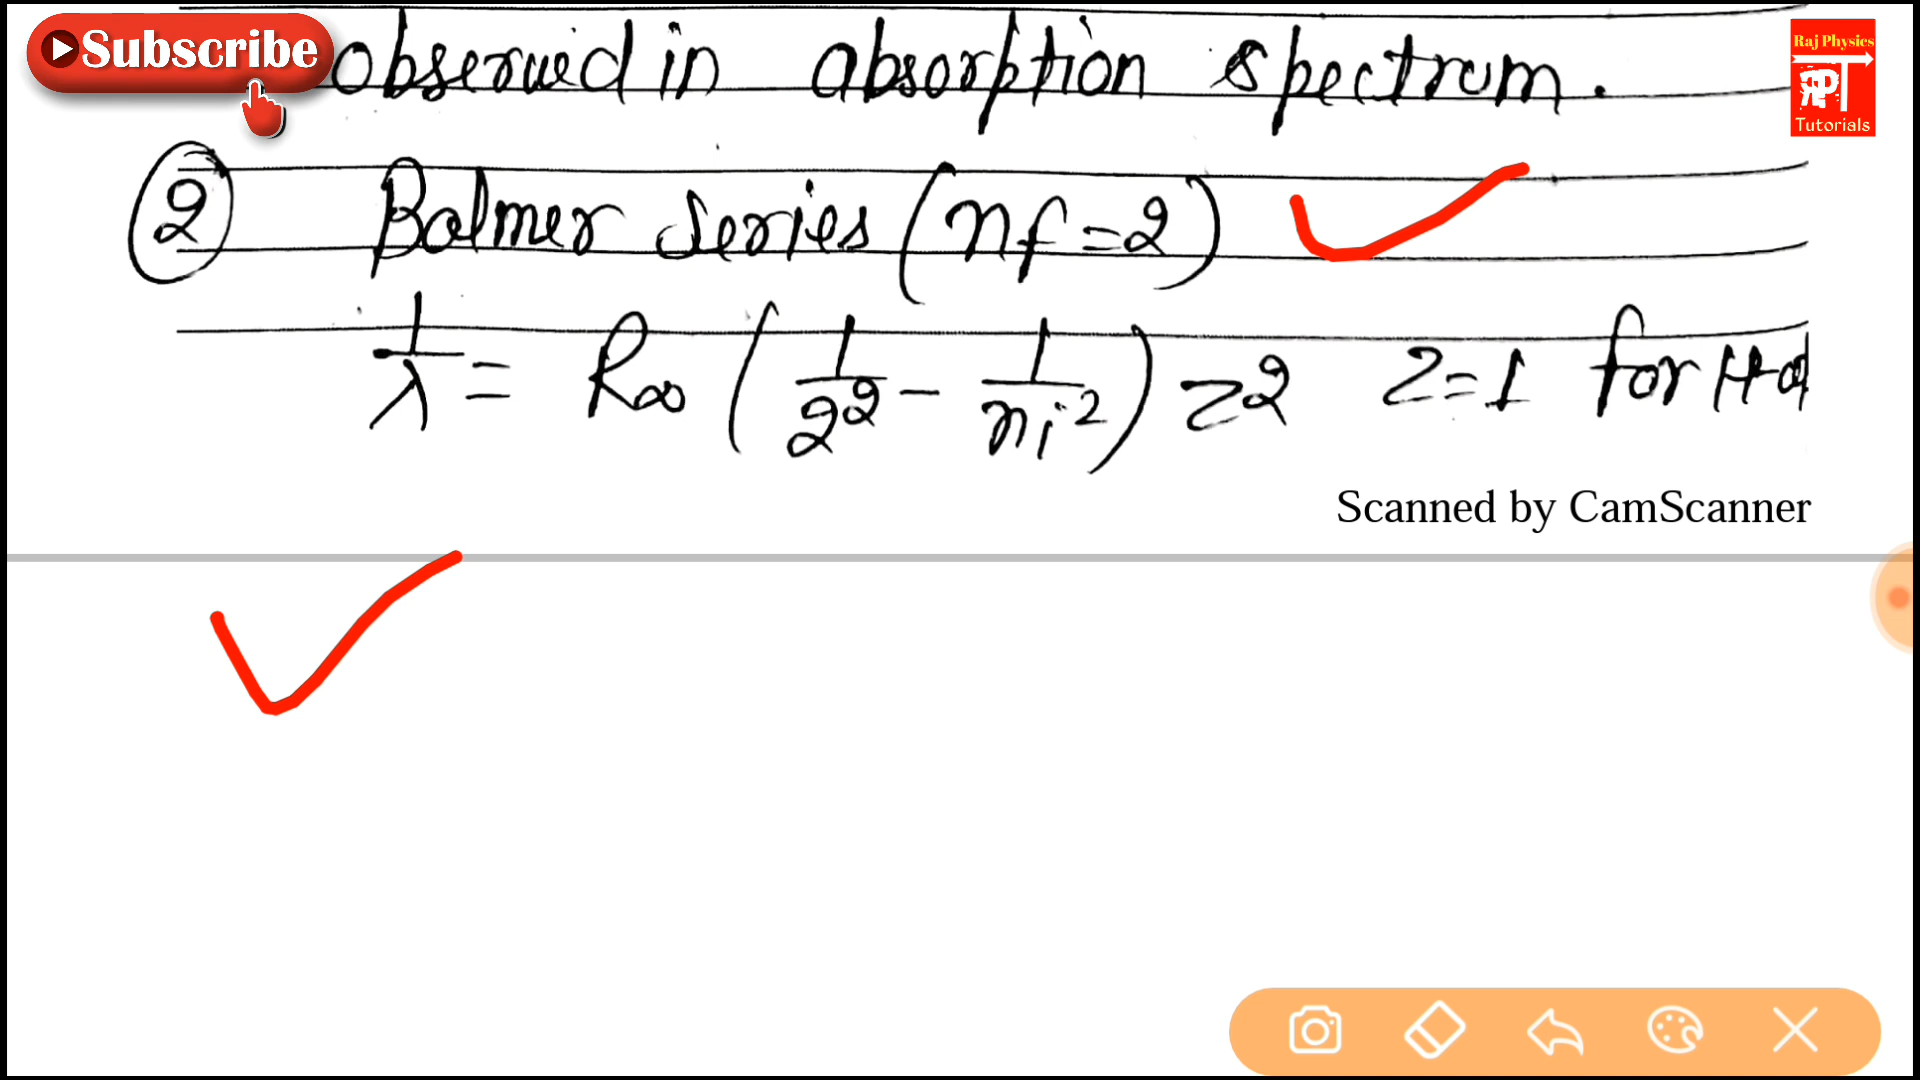 Subscribe
observed in absorption spectrum.
Raj Physics
RPT
Tutorials
2 Balmer series (nf=2)
1/λ = R∞ (1/2² - 1/ni²) Z² Z=1 for H-a
Scanned by CamScanner